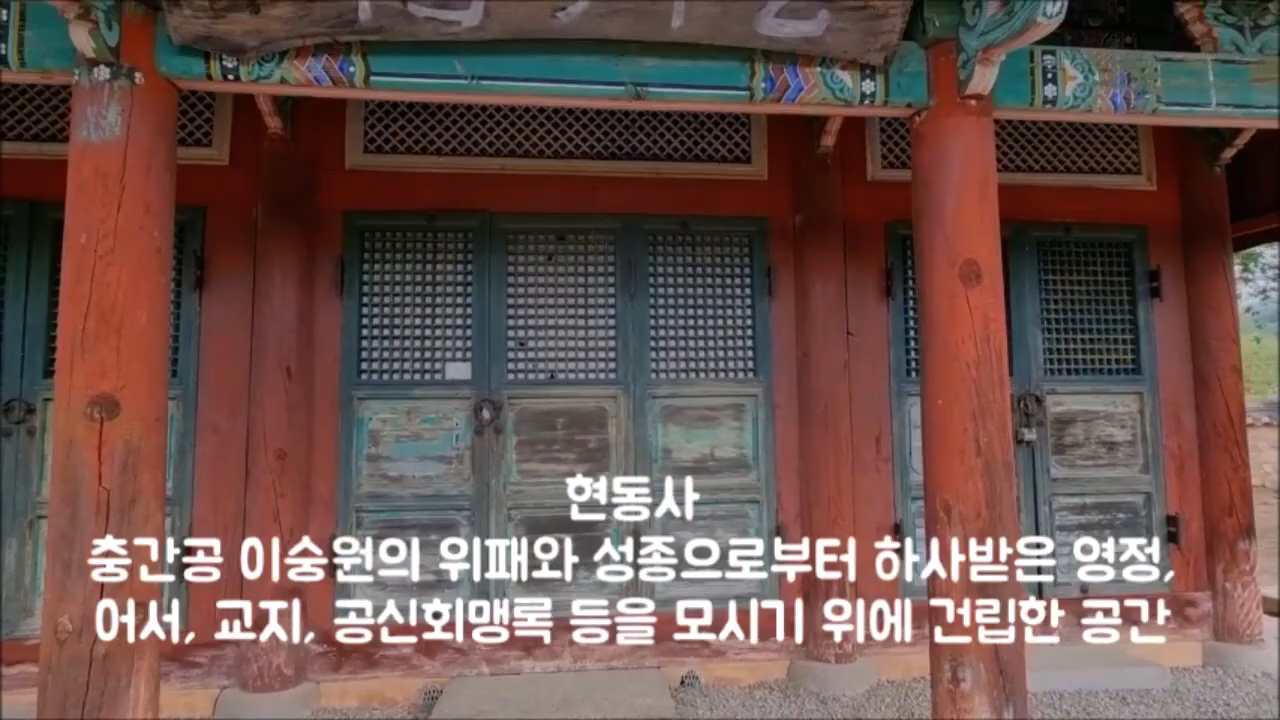 현동사
충간공 이숭원의 위패와 성종으로부터 하사받은 영정,
어서, 교지, 공신회맹록 등을 모시기 위에 건립한 공간